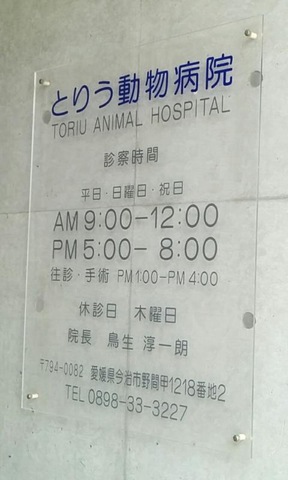 とりう動物病院
TORIU ANIMAL HOSPITAL
診察時間
平日・日曜日・祝日
AM 9:00－12:00
PM 5:00－ 8:00
往診・手術 PM 1:00－PM 4:00
休診日 木曜日
院長 鳥生 淳一朗
〒794-0082 愛媛県今治市野間甲1218番地2
TEL 0898-33-3227